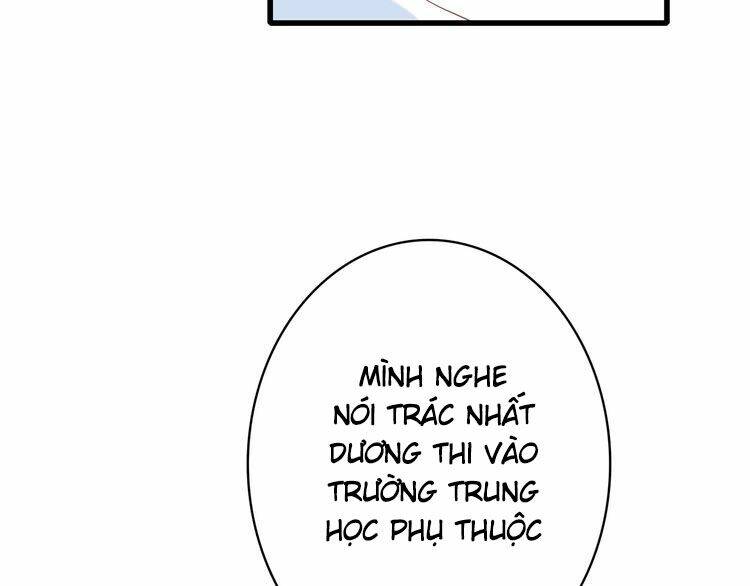 MÌNH NGHE
NÓI TRÁC NHẤT
DƯƠNG THI VÀO
TRƯỜNG TRUNG
HỌC PHỤ THUỘC